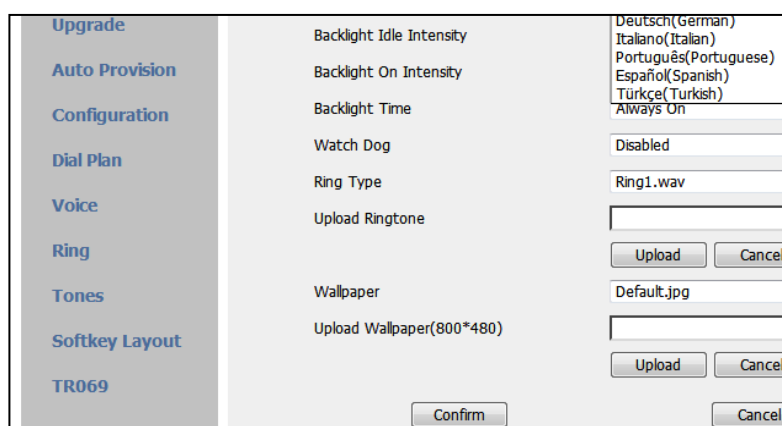 Upgrade
Auto Provision
Configuration
Dial Plan
Voice
Ring
Tones
Softkey Layout
TR069
Backlight Idle Intensity
Deutsch(German)
Italiano(Italian)
Português(Portuguese)
Backlight On Intensity
Español(Spanish)
Türkçe(Turkish)
Backlight Time
Always On
Watch Dog
Disabled
Ring Type
Ring1.wav
Upload Ringtone
Upload Cancel
Wallpaper
Default.jpg
Upload Wallpaper(800*480)
Upload Cancel
Confirm Cancel